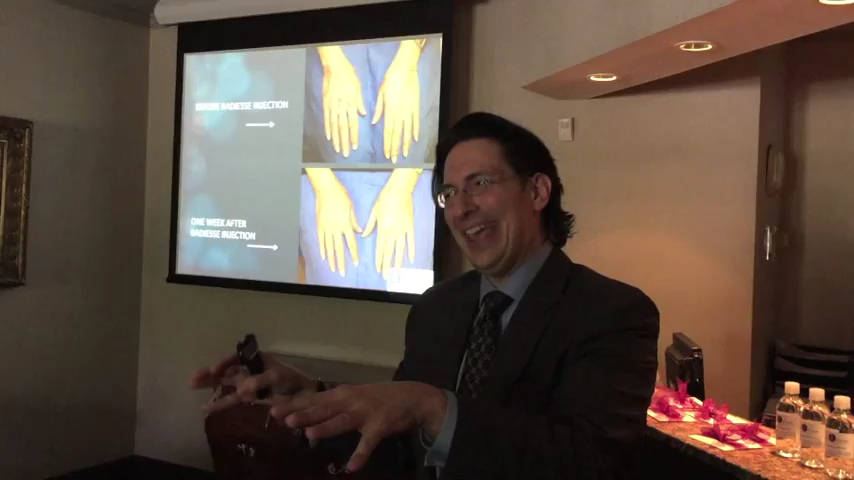 BEFORE RADIESSE INJECTION
ONE WEEK AFTER
RADIESSE INJECTION